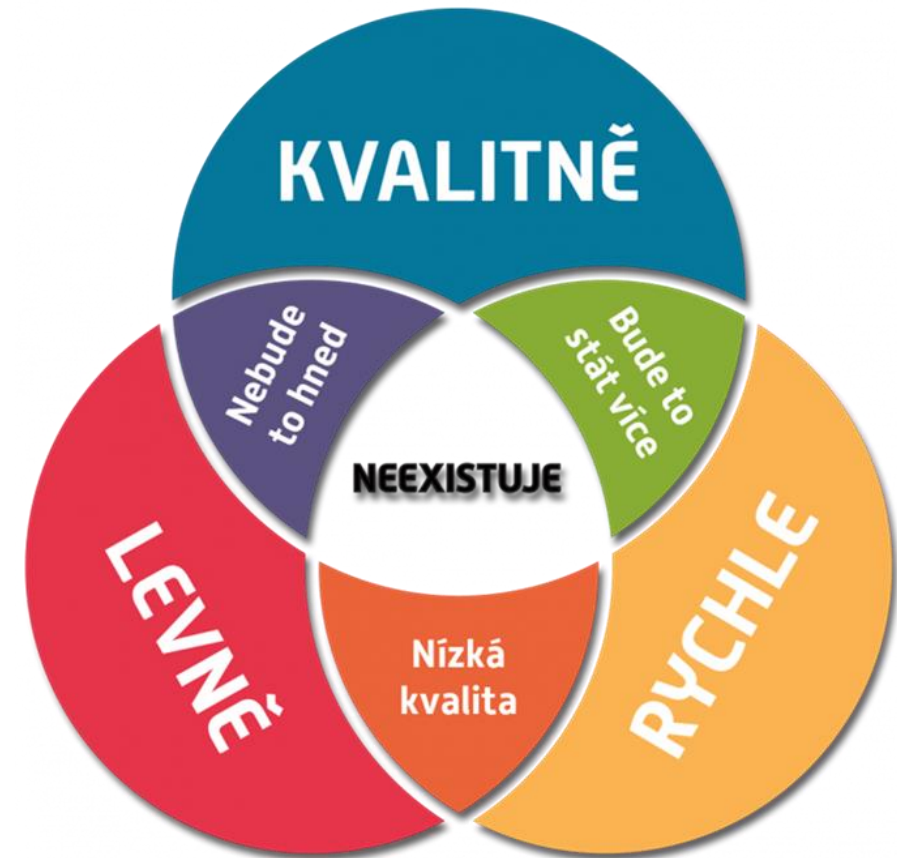 KVALITNĚ
Nebude
to hned
Bude to
stát více
NEEXISTUJE
LEVNĚ
RYCHLE
Nízká
kvalita